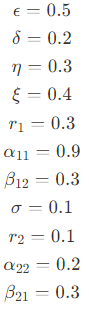 ϵ = 0.5
δ = 0.2
η = 0.3
ξ = 0.4
r₁ = 0.3
α₁₁ = 0.9
β₁₂ = 0.3
σ = 0.1
r₂ = 0.1
α₂₂ = 0.2
β₂₁ = 0.3